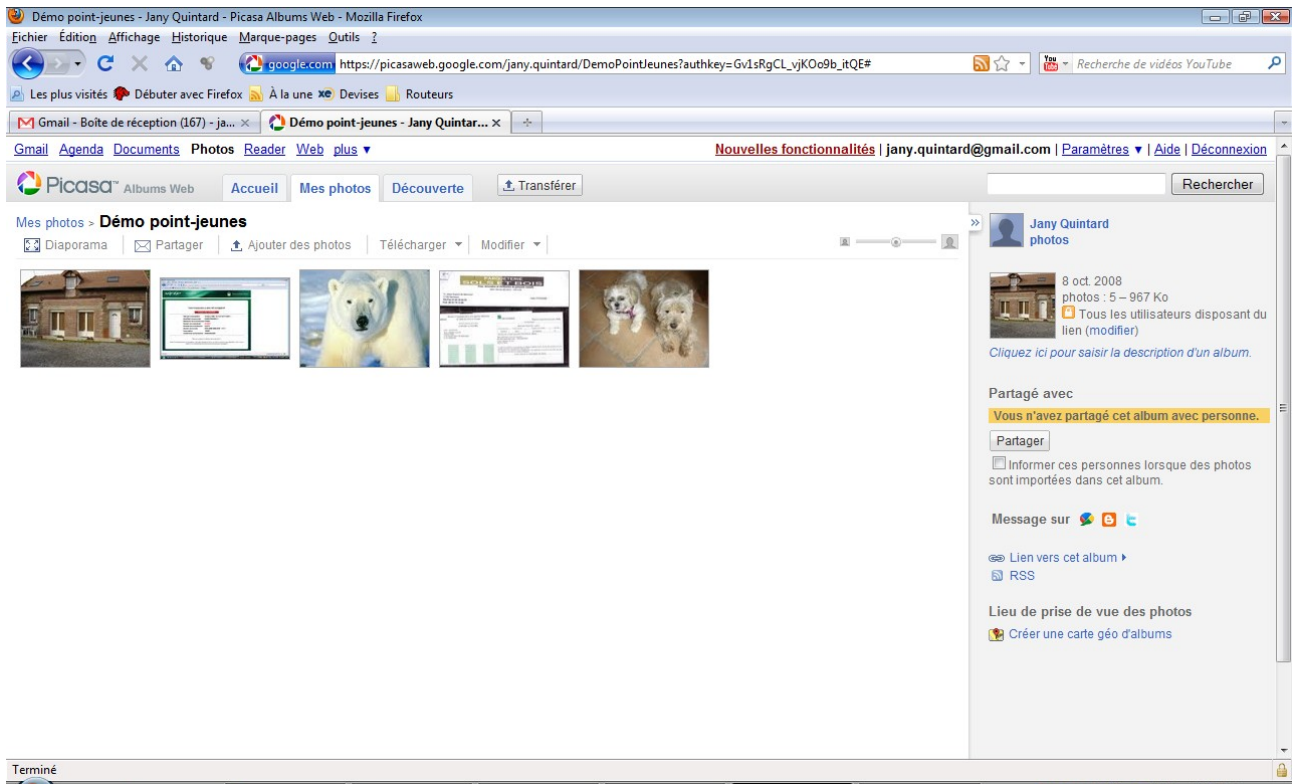 Démo point-jeunes - Jany Quintard - Picasa Albums Web - Mozilla Firefox
Fichier Édition Affichage Historique Marque-pages Outils ?
google.com https://picasaweb.google.com/jany.quintard/DemoPointJeunes?authkey=Gv1sRgCL_vjKOo9b_itQE#
You Tube Recherche de vidéos YouTube
Les plus visités Débuter avec Firefox À la une Devises Routeurs
Gmail - Boîte de réception (167) - ja... Démo point-jeunes - Jany Quintar...
Gmail Agenda Documents Photos Reader Web plus ▼ Nouvelles fonctionnalités | jany.quintard@gmail.com | Paramètres ▼ | Aide | Déconnexion
Picasa™ Albums Web Accueil Mes photos Découverte Transférer Rechercher
Mes photos > Démo point-jeunes
Diaporama Partager Ajouter des photos Télécharger Modifier
Jany Quintard
photos
8 oct. 2008
photos : 5 – 967 Ko
Tous les utilisateurs disposant du
lien (modifier)
Cliquez ici pour saisir la description d'un album.
Partagé avec
Vous n'avez partagé cet album avec personne.
Partager
Informer ces personnes lorsque des photos
sont importées dans cet album.
Message sur
Lien vers cet album
RSS
Lieu de prise de vue des photos
Créer une carte géo d'albums
Terminé